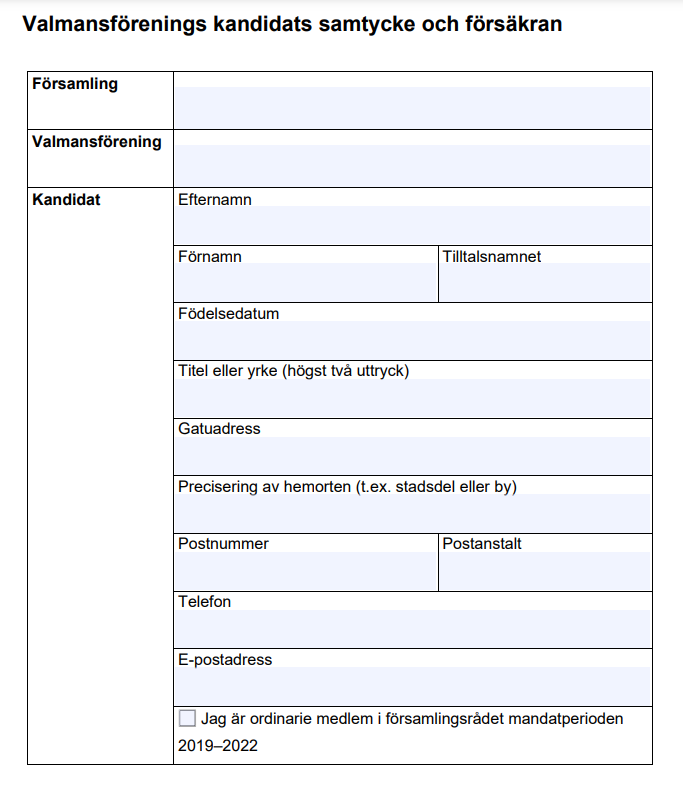 Valmansförenings kandidats samtycke och försäkran
Församling
Valmansförening
Kandidat
Efternamn
Förnamn
Tilltalsnamnet
Födelsedatum
Titel eller yrke (högst två uttryck)
Gatuadress
Precisering av hemorten (t.ex. stadsdel eller by)
Postnummer
Postanstalt
Telefon
E-postadress
Jag är ordinarie medlem i församlingsrådet mandatperioden
2019–2022